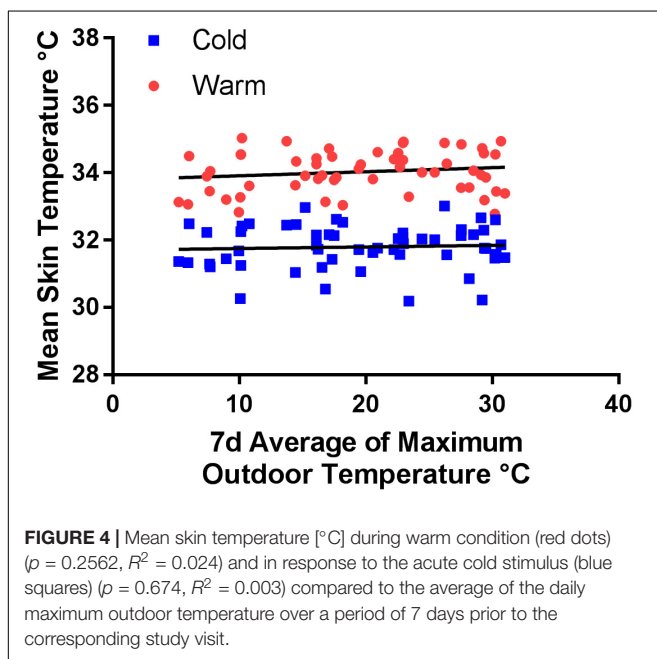 38
36
34
32
30
28
Mean Skin Temperature °C
Cold
Warm
0
10
20
30
40
7d Average of Maximum
Outdoor Temperature °C
FIGURE 4 | Mean skin temperature [°C] during warm condition (red dots)
(p = 0.2562, R² = 0.024) and in response to the acute cold stimulus (blue
squares) (p = 0.674, R² = 0.003) compared to the average of the daily
maximum outdoor temperature over a period of 7 days prior to the
corresponding study visit.